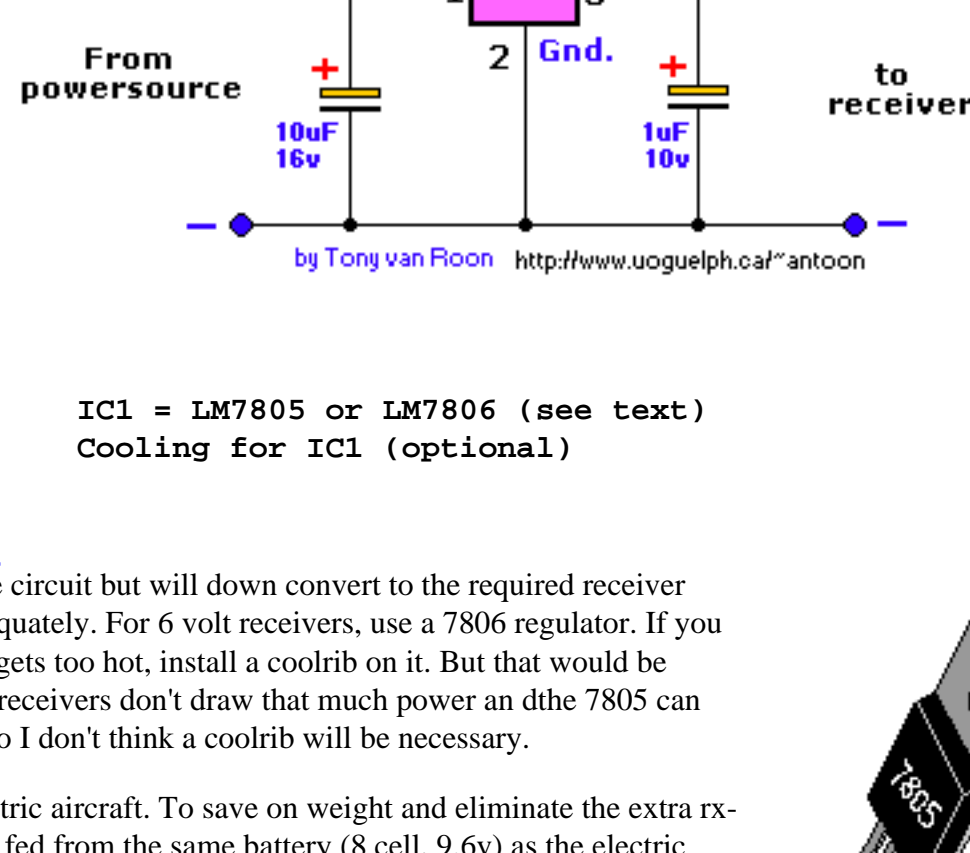 2 Gnd.
From
powersource
+
+
to
receiver
10uF
16v
1uF
10v
by Tony van Roon http://www.uoguelph.ca/~antoon
IC1 = LM7805 or LM7806 (see text)
Cooling for IC1 (optional)
circuit but will down convert to the required receiver
quately. For 6 volt receivers, use a 7806 regulator. If you
gets too hot, install a coolrib on it. But that would be
receivers don't draw that much power an dthe 7805 can
o I don't think a coolrib will be necessary.
7805
tric aircraft. To save on weight and eliminate the extra rx-
fed from the same battery (8 cell, 9.6v) as the electric